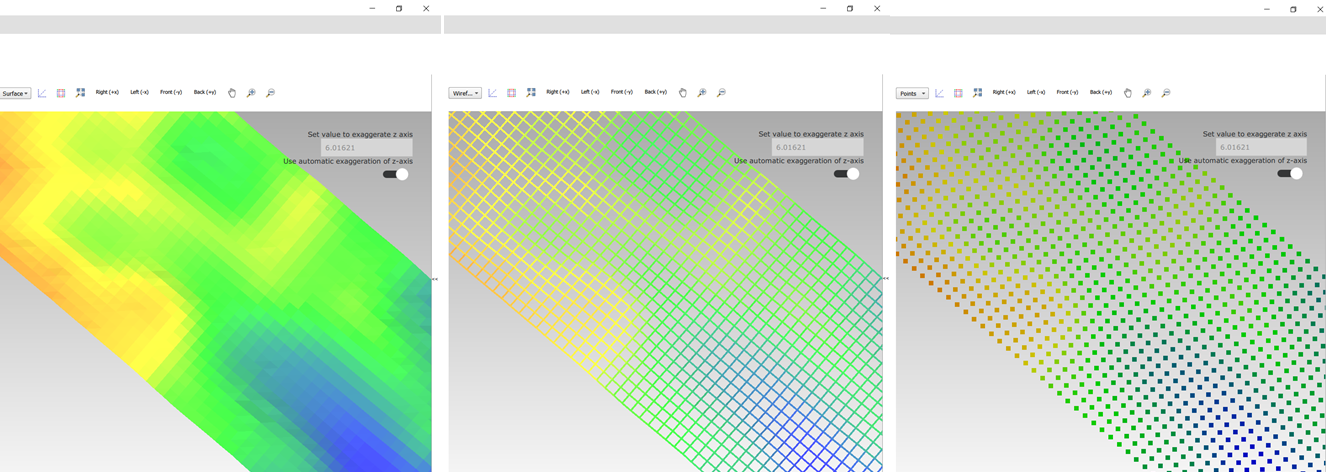 Surface Right (+x) Left (-x) Front (-y) Back (+y)
Set value to exaggerate z axis
6.01621
Use automatic exaggeration of z-axis
<<
Wiref... Right (+x) Left (-x) Front (-y) Back (+y)
Set value to exaggerate z axis
6.01621
Use automatic exaggeration of z-axis
<<
Points Right (+x) Left (-x) Front (-y) Back (+y)
Set value to exaggerate z axis
6.01621
Use automatic exaggeration of z-axis